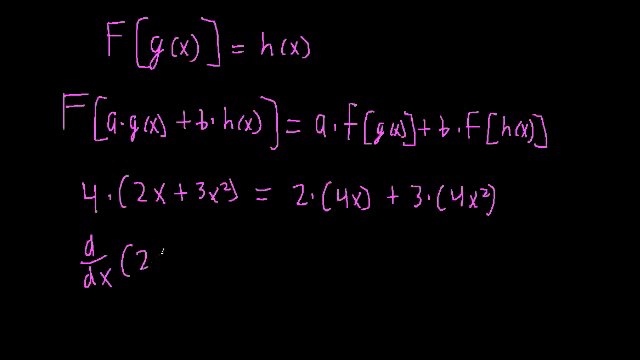 F[g(x)] = h(x)
F[a·g(x) + b·h(x)] = a·f[g(x)] + b·F[h(x)]
4·(2x + 3x²) = 2·(4x) + 3·(4x²)
d/dx (2